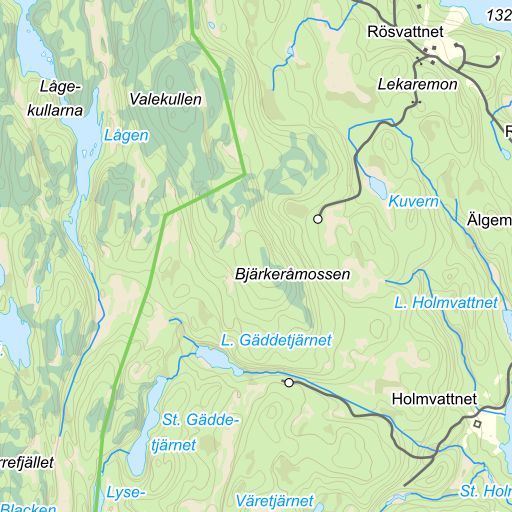 132
Rösvattnet
Lekaremon
Låge-
kullarna
Valekullen
Lågen
R
Kuvern
Älgem
Bjärkeråmossen
L. Holmvattnet
L. Gäddetjärnet
Holmvattnet
St. Gädde-
tjärnet
rrefjället
Lyse-
Blacken
Väretjärnet
St. Ho